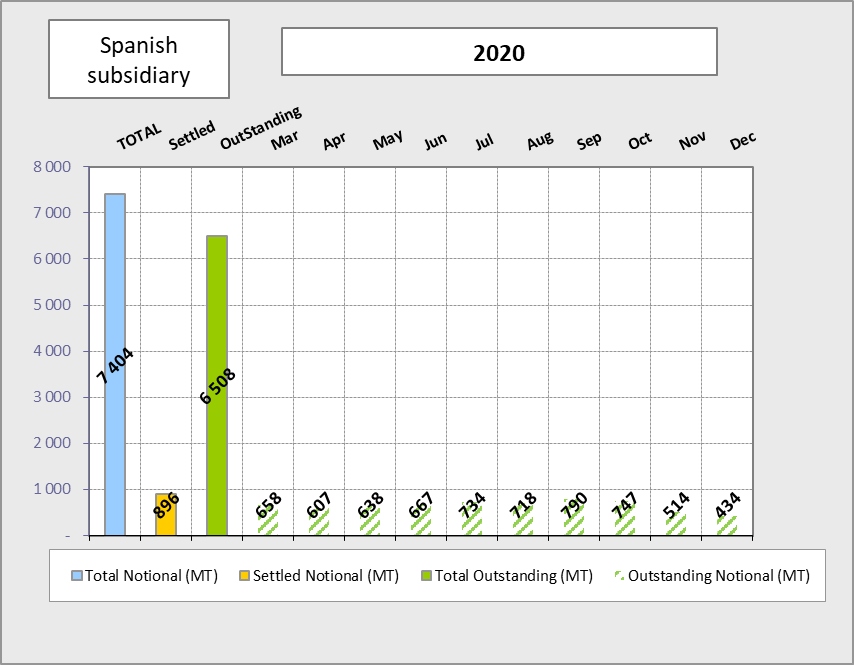 Spanish
subsidiary
2020
TOTAL Settled OutStanding Mar Apr May Jun Jul Aug Sep Oct Nov Dec
8 000
7 000
6 000
5 000
4 000
3 000
2 000
1 000
-
7 404 896 6 508 658 607 638 667 734 718 790 747 514 434
Total Notional (MT) Settled Notional (MT) Total Outstanding (MT) Outstanding Notional (MT)